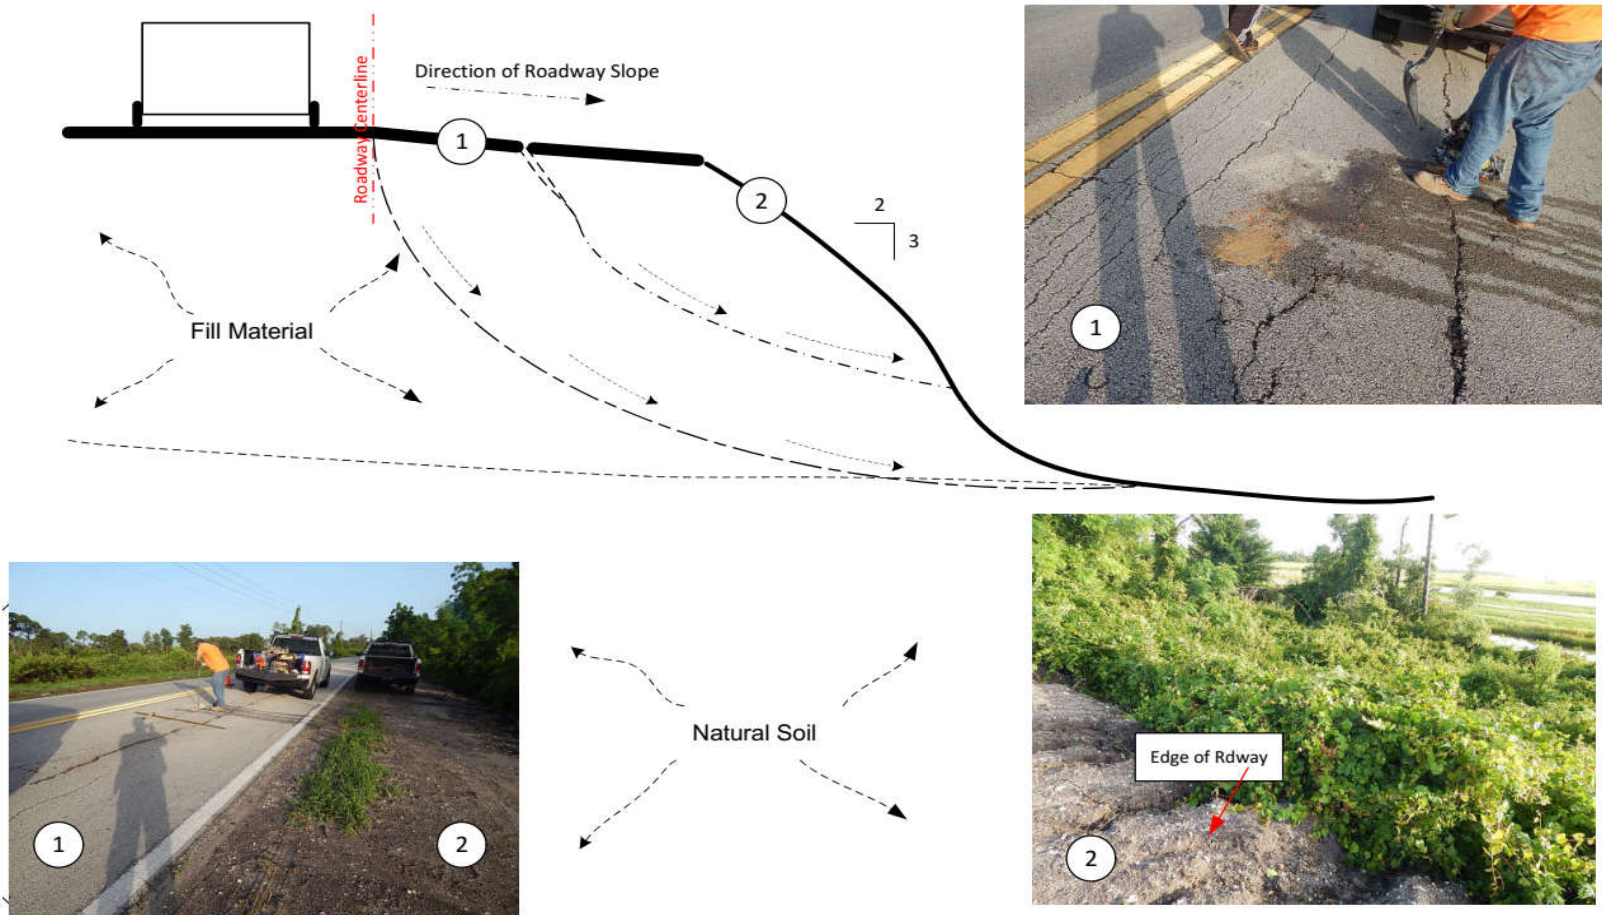 Roadway Centerline
Direction of Roadway Slope
1
2
2
3
Fill Material
1
Natural Soil
1
2
Edge of Rdway
2